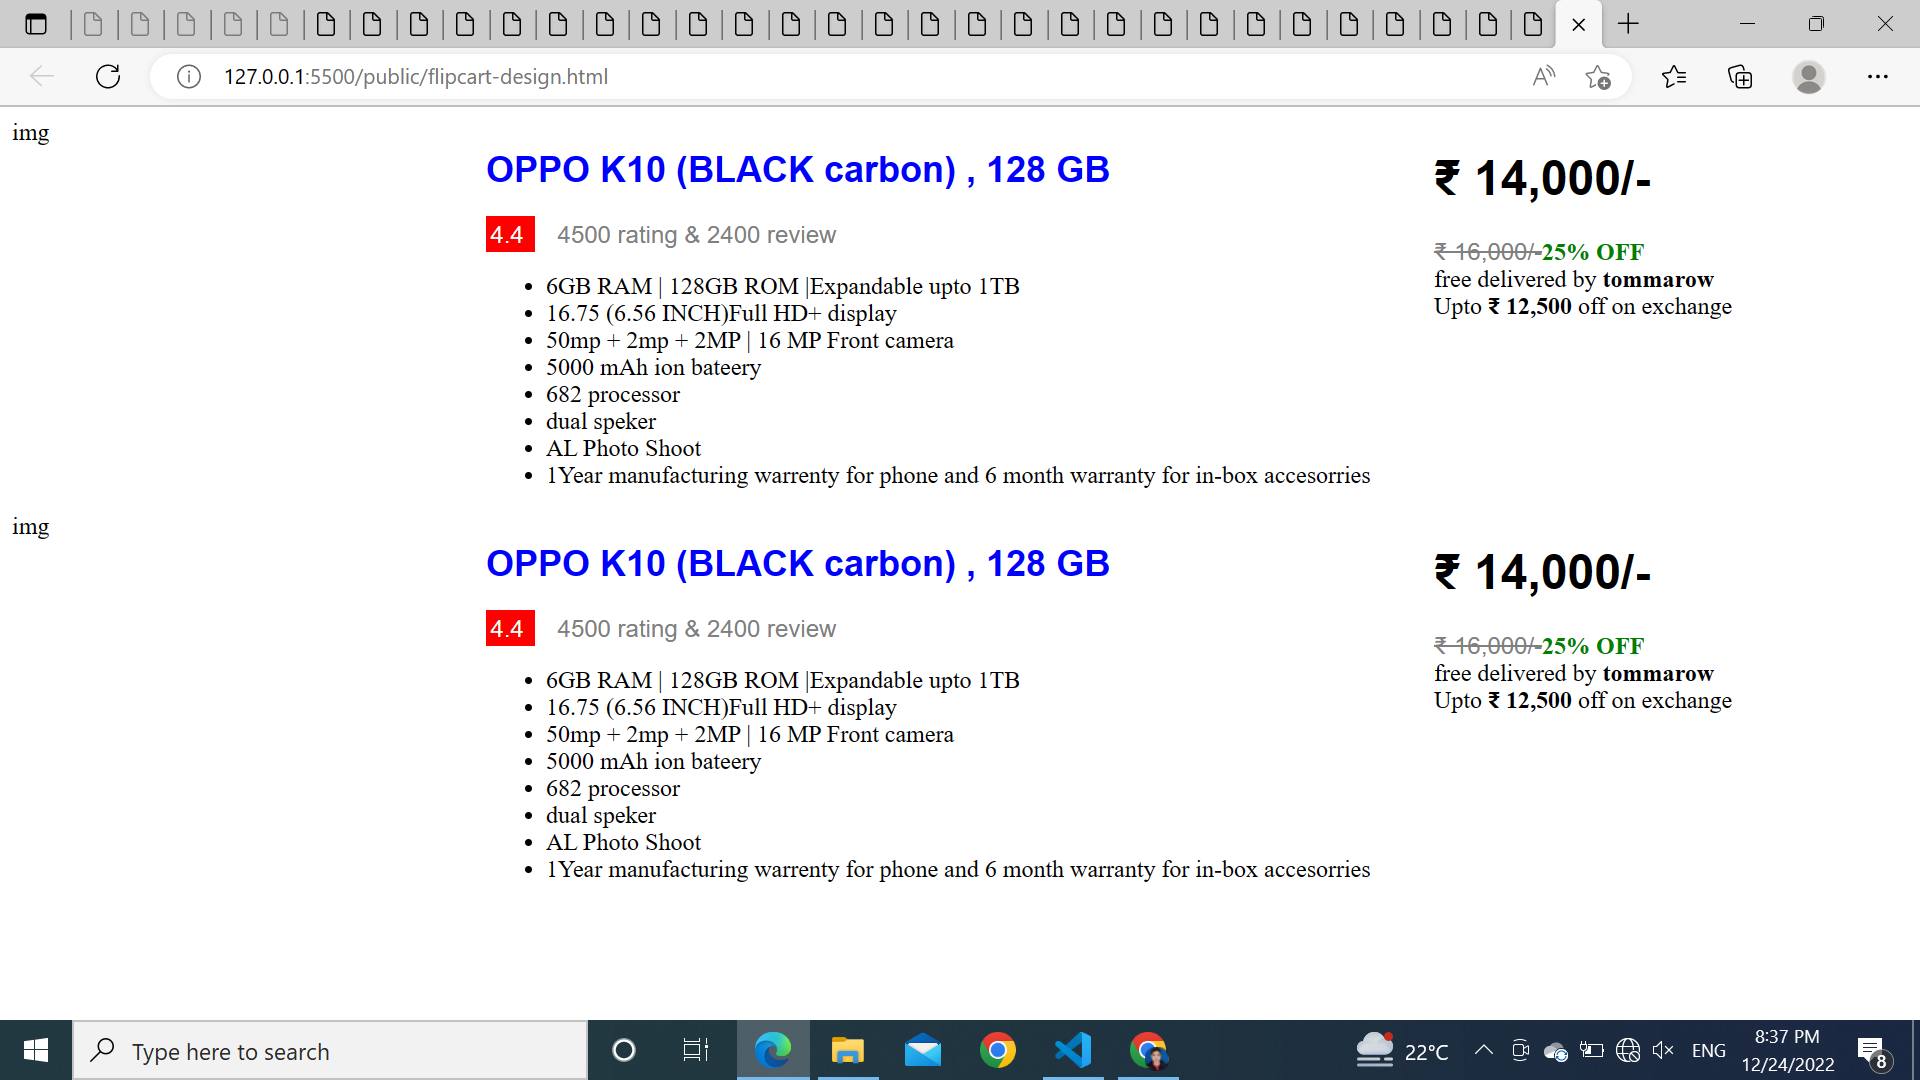 127.0.0.1:5500/public/flipcart-design.html
img
OPPO K10 (BLACK carbon) , 128 GB
₹ 14,000/-
4.4 4500 rating & 2400 review
₹ 16,000/-25% OFF
free delivered by tommarow
Upto ₹ 12,500 off on exchange
6GB RAM | 128GB ROM |Expandable upto 1TB
16.75 (6.56 INCH)Full HD+ display
50mp + 2mp + 2MP | 16 MP Front camera
5000 mAh ion bateery
682 processor
dual speker
AL Photo Shoot
1Year manufacturing warrenty for phone and 6 month warranty for in-box accesorries
img
OPPO K10 (BLACK carbon) , 128 GB
₹ 14,000/-
4.4 4500 rating & 2400 review
₹ 16,000/-25% OFF
free delivered by tommarow
Upto ₹ 12,500 off on exchange
6GB RAM | 128GB ROM |Expandable upto 1TB
16.75 (6.56 INCH)Full HD+ display
50mp + 2mp + 2MP | 16 MP Front camera
5000 mAh ion bateery
682 processor
dual speker
AL Photo Shoot
1Year manufacturing warrenty for phone and 6 month warranty for in-box accesorries
Type here to search
22°C
ENG
8:37 PM
12/24/2022
8